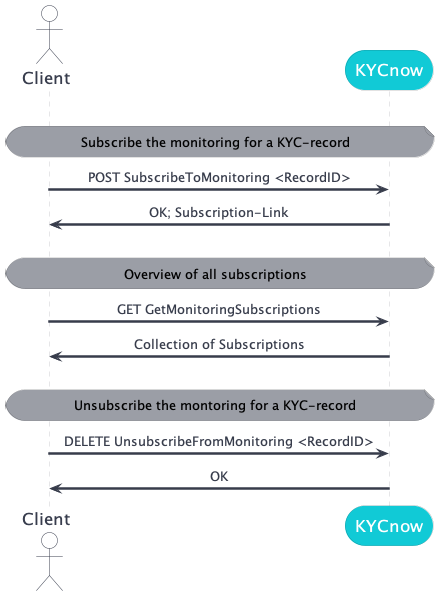 Client
KYCnow
Subscribe the monitoring for a KYC-record
POST SubscribeToMonitoring <RecordID>
OK; Subscription-Link
Overview of all subscriptions
GET GetMonitoringSubscriptions
Collection of Subscriptions
Unsubscribe the montoring for a KYC-record
DELETE UnsubscribeFromMonitoring <RecordID>
OK
Client
KYCnow